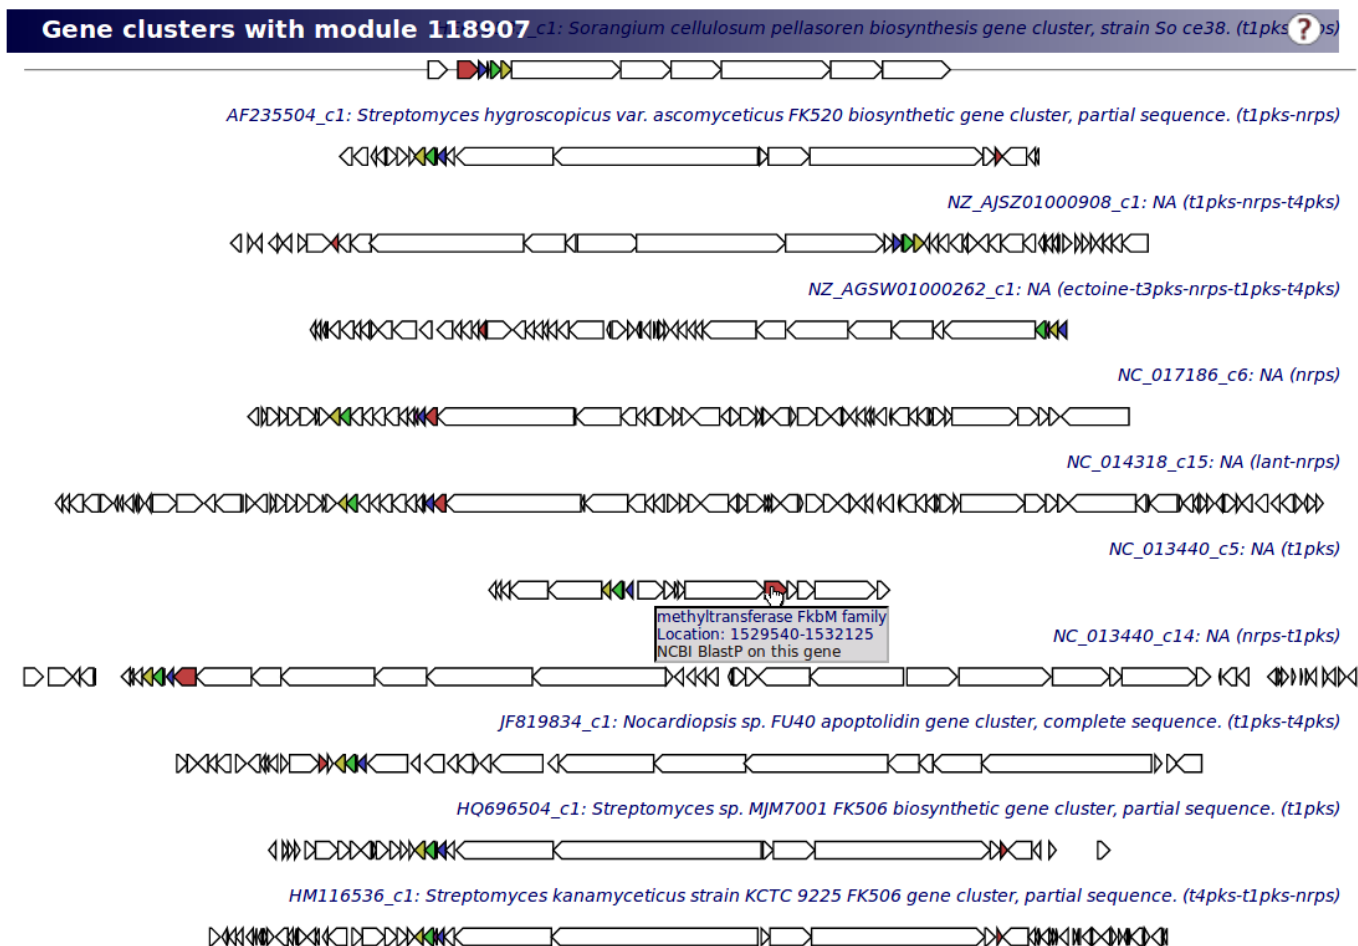 Gene clusters with module 118907
_c1: Sorangium cellulosum pellasoren biosynthesis gene cluster, strain So ce38. (t1pks
?
AF235504_c1: Streptomyces hygroscopicus var. ascomyceticus FK520 biosynthetic gene cluster, partial sequence. (t1pks-nrps)
NZ_AJSZ01000908_c1: NA (t1pks-nrps-t4pks)
NZ_AGSW01000262_c1: NA (ectoine-t3pks-nrps-t1pks-t4pks)
NC_017186_c6: NA (nrps)
NC_014318_c15: NA (lant-nrps)
NC_013440_c5: NA (t1pks)
methyltransferase FkbM family
Location: 1529540-1532125
NCBI BlastP on this gene
NC_013440_c14: NA (nrps-t1pks)
JF819834_c1: Nocardiopsis sp. FU40 apoptolidin gene cluster, complete sequence. (t1pks-t4pks)
HQ696504_c1: Streptomyces sp. MJM7001 FK506 biosynthetic gene cluster, partial sequence. (t1pks)
HM116536_c1: Streptomyces kanamyceticus strain KCTC 9225 FK506 gene cluster, partial sequence. (t4pks-t1pks-nrps)